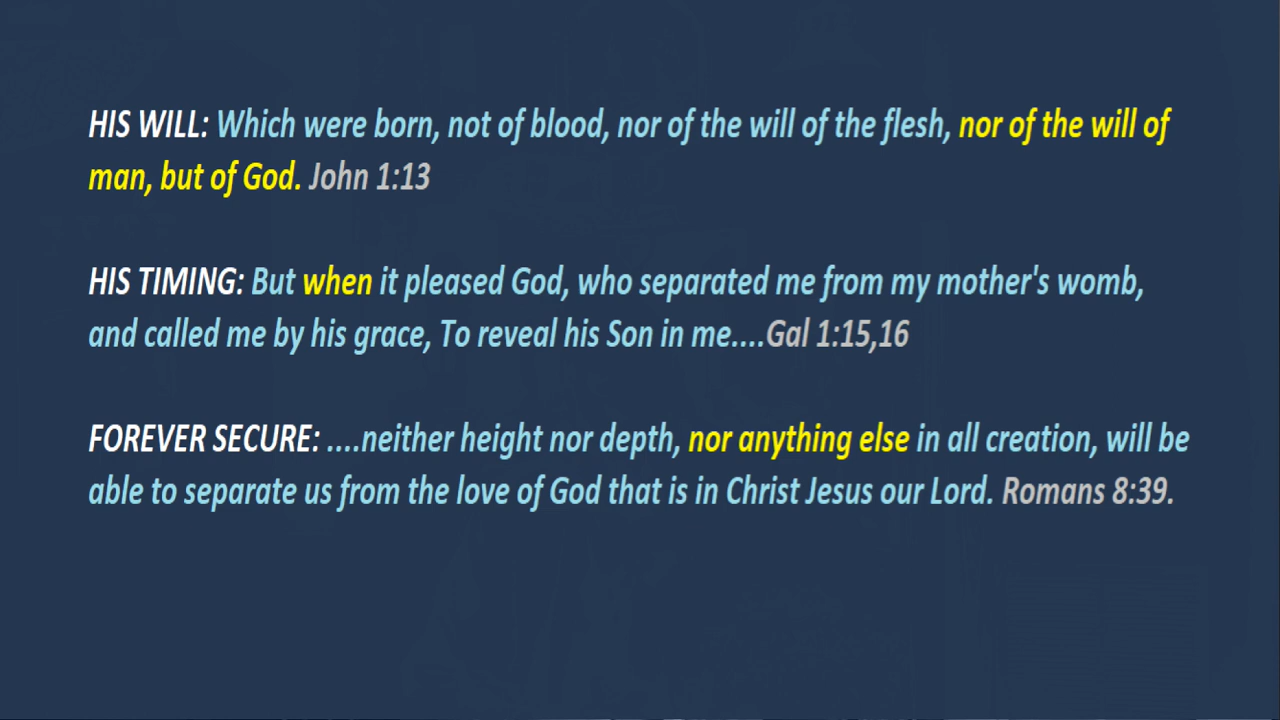 HIS WILL: Which were born, not of blood, nor of the will of the flesh, nor of the will of
man, but of God. John 1:13
HIS TIMING: But when it pleased God, who separated me from my mother's womb,
and called me by his grace, To reveal his Son in me....Gal 1:15,16
FOREVER SECURE: ....neither height nor depth, nor anything else in all creation, will be
able to separate us from the love of God that is in Christ Jesus our Lord. Romans 8:39.